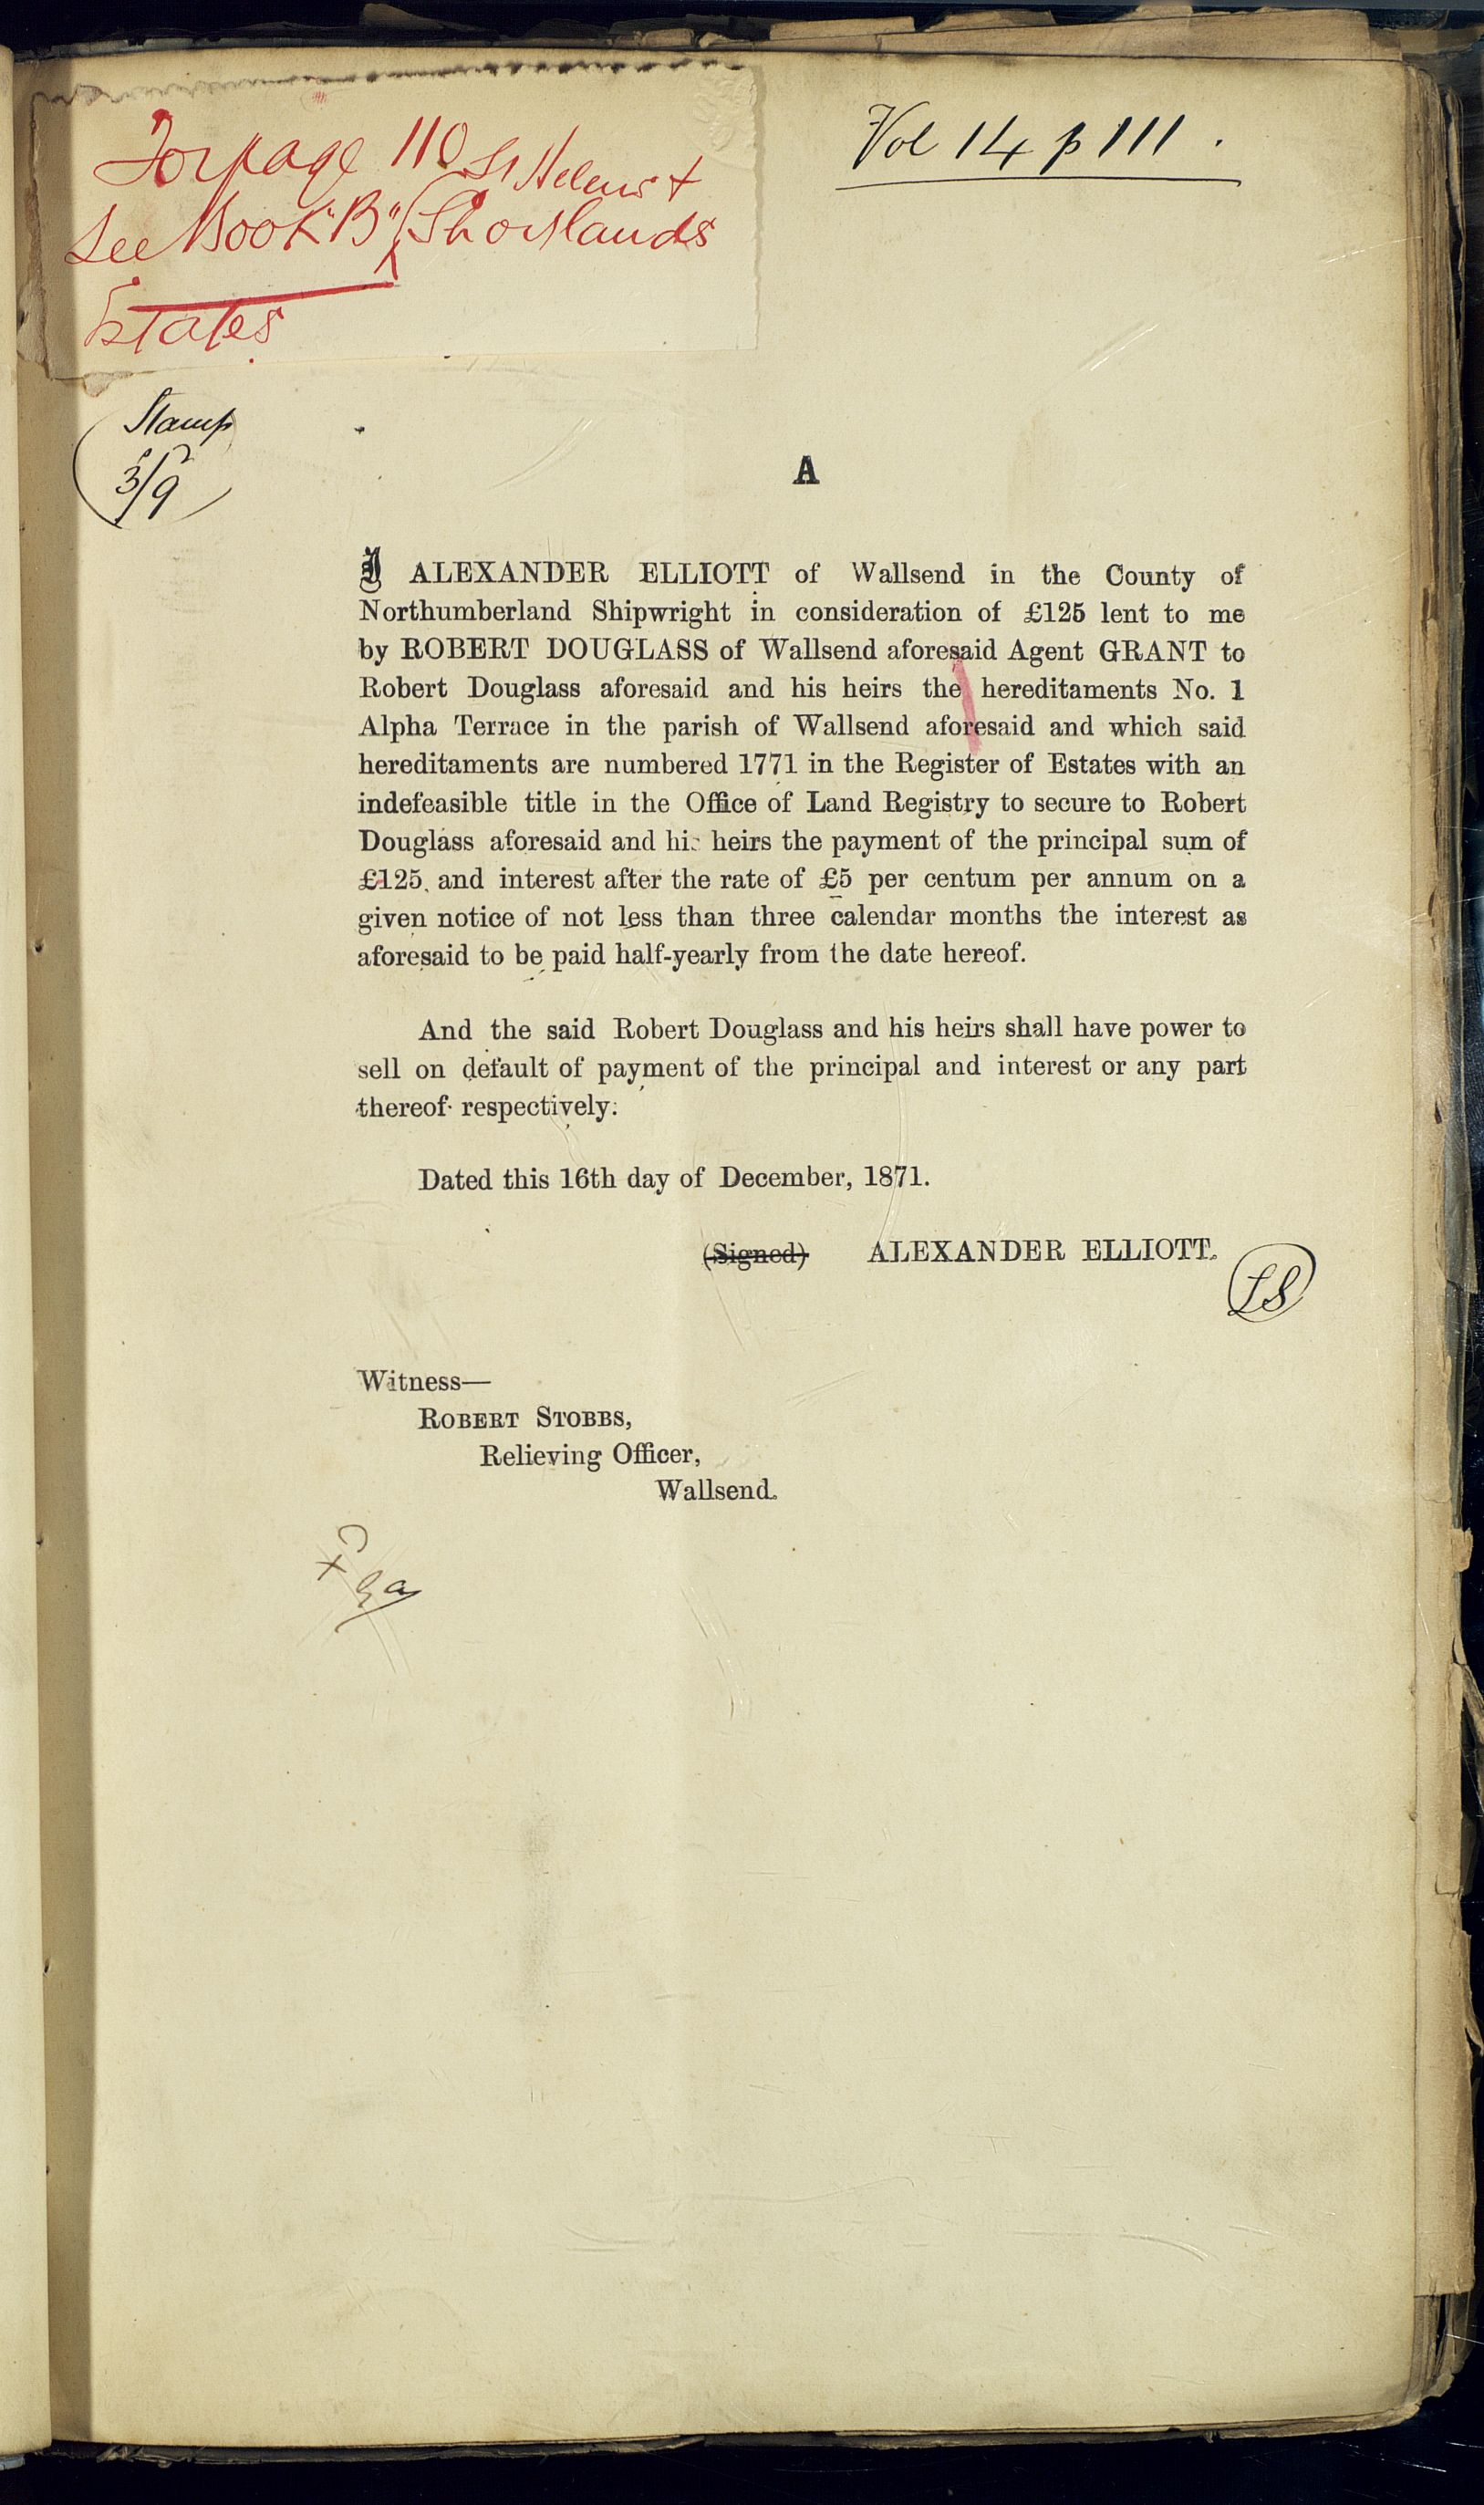 For page 110 St Helens &
See Book "B" (Shortlands
Estates
Vol 14 p 111.
Stamp
3/9
A
I ALEXANDER ELLIOTT of Wallsend in the County of
Northumberland Shipwright in consideration of £125 lent to me
by ROBERT DOUGLASS of Wallsend aforesaid Agent GRANT to
Robert Douglass aforesaid and his heirs the hereditaments No. 1
Alpha Terrace in the parish of Wallsend aforesaid and which said
hereditaments are numbered 1771 in the Register of Estates with an
indefeasible title in the Office of Land Registry to secure to Robert
Douglass aforesaid and his heirs the payment of the principal sum of
£125, and interest after the rate of £5 per centum per annum on a
given notice of not less than three calendar months the interest as
aforesaid to be paid half-yearly from the date hereof.
And the said Robert Douglass and his heirs shall have power to
sell on default of payment of the principal and interest or any part
thereof respectively.
Dated this 16th day of December, 1871.
(Signed) ALEXANDER ELLIOTT.
LS
Witness—
ROBERT STOBBS,
Relieving Officer,
Wallsend.